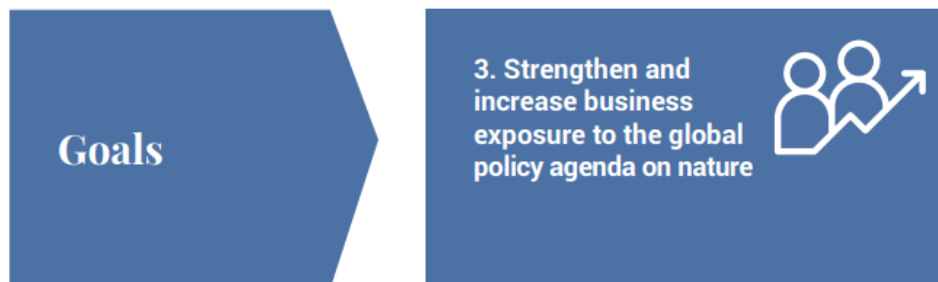 Goals
3. Strengthen and
increase business
exposure to the global
policy agenda on nature